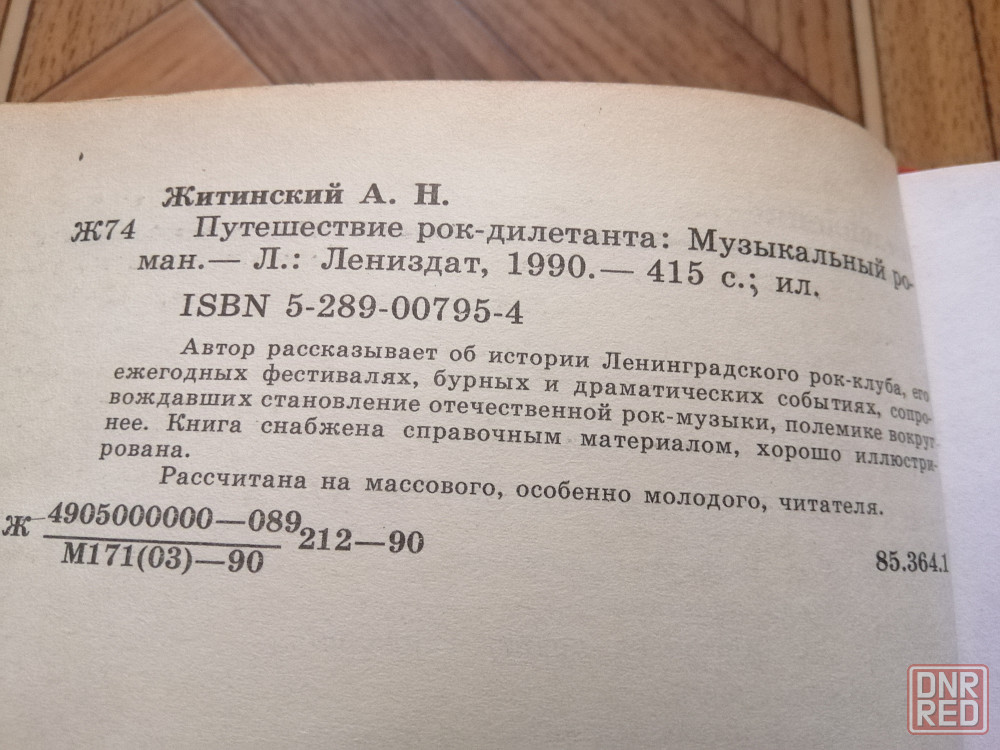 Житинский А. Н.
Ж74 Путешествие рок-дилетанта: Музыкальный ро-
ман.— Л.: Лениздат, 1990.— 415 с.; ил.
ISBN 5-289-00795-4
Автор рассказывает об истории Ленинградского рок-клуба, его
ежегодных фестивалях, бурных и драматических событиях, сопро-
вождавших становление отечественной рок-музыки, полемике вокруг
нее. Книга снабжена справочным материалом, хорошо иллюстри-
рована.
Рассчитана на массового, особенно молодого, читателя.
Ж 4905000000—089 212—90
М171(03)—90
85.364.1
DNR
RED